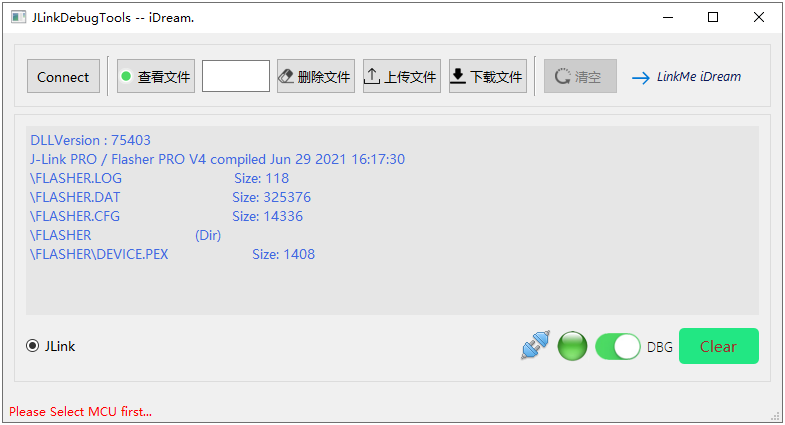 JLinkDebugTools -- iDream.
Connect 查看文件 删除文件 上传文件 下载文件 清空 LinkMe iDream
DLLVersion : 75403
J-Link PRO / Flasher PRO V4 compiled Jun 29 2021 16:17:30
\FLASHER.LOG Size: 118
\FLASHER.DAT Size: 325376
\FLASHER.CFG Size: 14336
\FLASHER (Dir)
\FLASHER\DEVICE.PEX Size: 1408
JLink DBG Clear
Please Select MCU first...